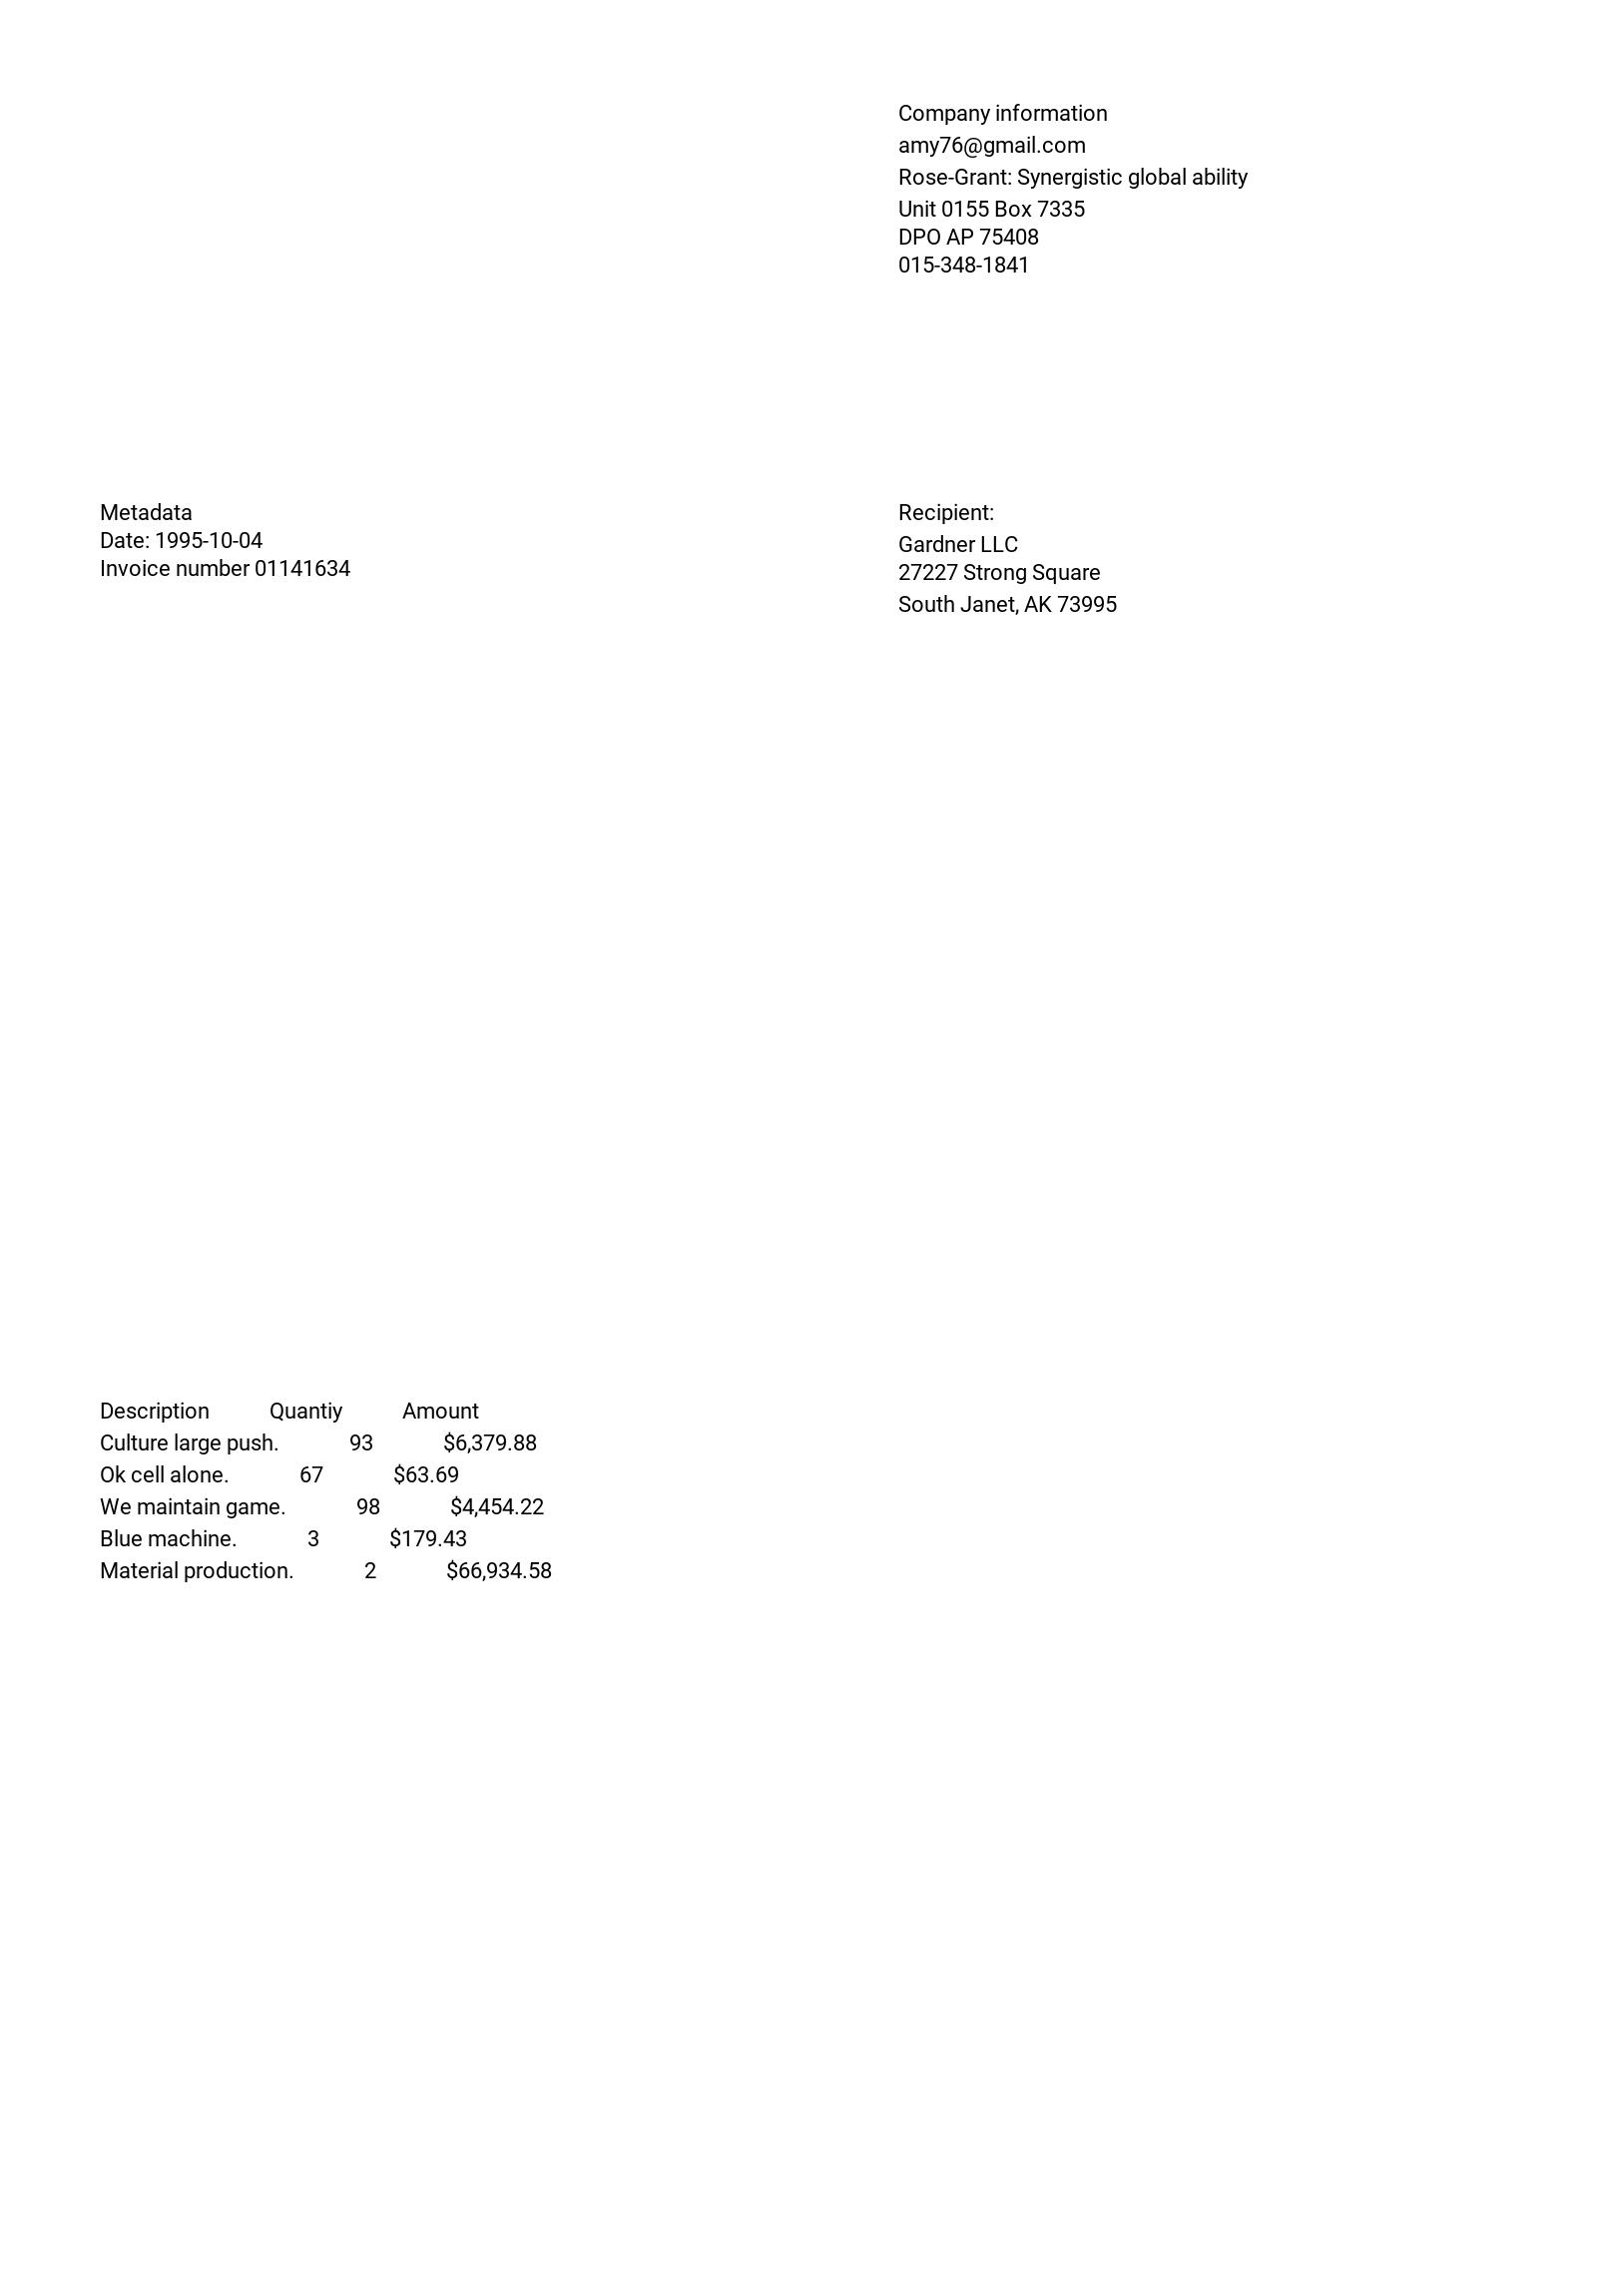 Company information
amy76@gmail.com
Rose-Grant: Synergistic global ability
Unit 0155 Box 7335
DPO AP 75408
015-348-1841
Metadata
Date: 1995-10-04
Invoice number 01141634
Recipient:
Gardner LLC
27227 Strong Square
South Janet, AK 73995
Description Quantiy Amount
Culture large push. 93 $6,379.88
Ok cell alone. 67 $63.69
We maintain game. 98 $4,454.22
Blue machine. 3 $179.43
Material production. 2 $66,934.58